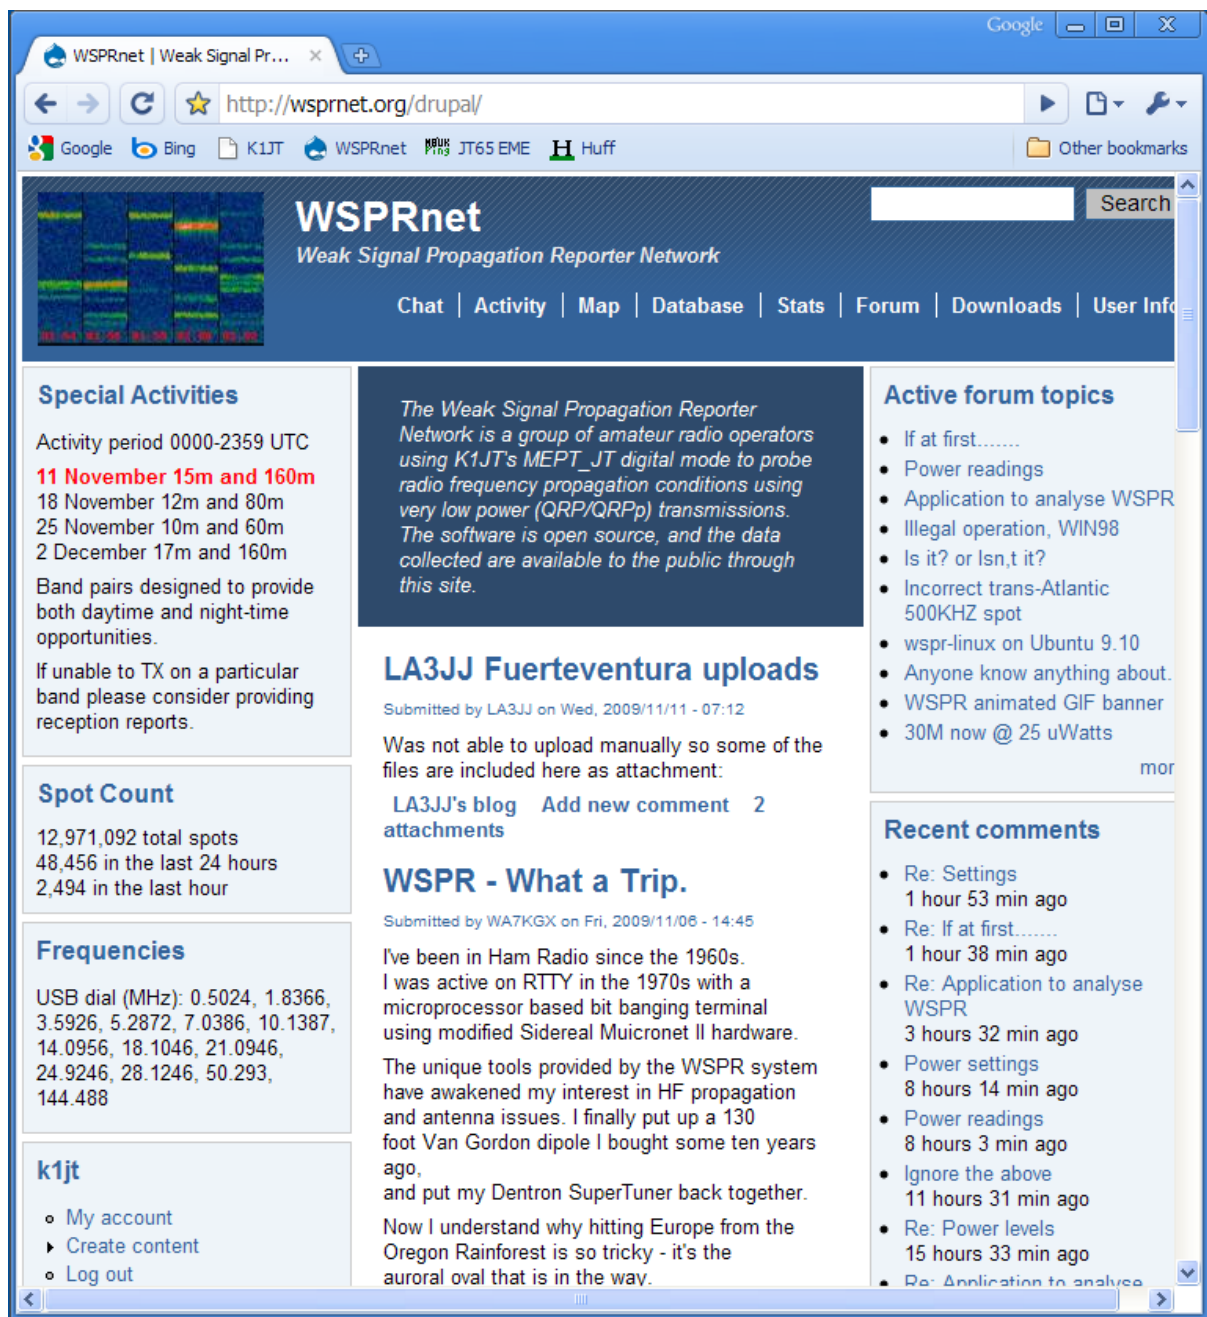 Google
WSPRnet | Weak Signal Pr...
http://wsprnet.org/drupal/
Google Bing K1JT WSPRnet JT65 EME H Huff Other bookmarks
WSPRnet
Search
Weak Signal Propagation Reporter Network
Chat | Activity | Map | Database | Stats | Forum | Downloads | User Info
Special Activities
Activity period 0000-2359 UTC
11 November 15m and 160m
18 November 12m and 80m
25 November 10m and 60m
2 December 17m and 160m
Band pairs designed to provide
both daytime and night-time
opportunities.
If unable to TX on a particular
band please consider providing
reception reports.
Spot Count
12,971,092 total spots
48,456 in the last 24 hours
2,494 in the last hour
Frequencies
USB dial (MHz): 0.5024, 1.8366,
3.5926, 5.2872, 7.0386, 10.1387,
14.0956, 18.1046, 21.0946,
24.9246, 28.1246, 50.293,
144.488
k1jt
My account
Create content
Log out
The Weak Signal Propagation Reporter
Network is a group of amateur radio operators
using K1JT's MEPT_JT digital mode to probe
radio frequency propagation conditions using
very low power (QRP/QRPp) transmissions.
The software is open source, and the data
collected are available to the public through
this site.
LA3JJ Fuerteventura uploads
Submitted by LA3JJ on Wed, 2009/11/11 - 07:12
Was not able to upload manually so some of the
files are included here as attachment:
LA3JJ's blog Add new comment 2
attachments
WSPR - What a Trip.
Submitted by WA7KGX on Fri, 2009/11/06 - 14:45
I've been in Ham Radio since the 1960s.
I was active on RTTY in the 1970s with a
microprocessor based bit banging terminal
using modified Sidereal Muicronet II hardware.
The unique tools provided by the WSPR system
have awakened my interest in HF propagation
and antenna issues. I finally put up a 130
foot Van Gordon dipole I bought some ten years
ago,
and put my Dentron SuperTuner back together.
Now I understand why hitting Europe from the
Oregon Rainforest is so tricky - it's the
auroral oval that is in the way.
Active forum topics
If at first.......
Power readings
Application to analyse WSPR
Illegal operation, WIN98
Is it? or Isn,t it?
Incorrect trans-Atlantic
500KHZ spot
wspr-linux on Ubuntu 9.10
Anyone know anything about.
WSPR animated GIF banner
30M now @ 25 uWatts
mor
Recent comments
Re: Settings
1 hour 53 min ago
Re: If at first.......
1 hour 38 min ago
Re: Application to analyse
WSPR
3 hours 32 min ago
Power settings
8 hours 14 min ago
Power readings
8 hours 3 min ago
Ignore the above
11 hours 31 min ago
Re: Power levels
15 hours 33 min ago
Re: Application to analyse